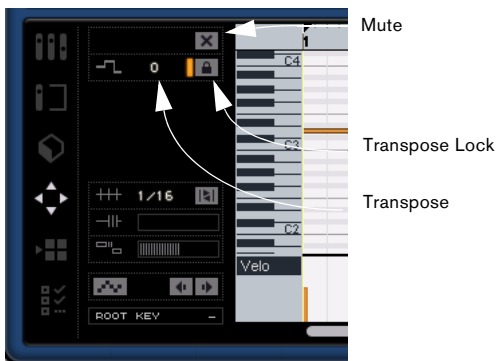 Mute
1
C4
0
Transpose Lock
C3
Transpose
1/16
C2
Velo
ROOT KEY –